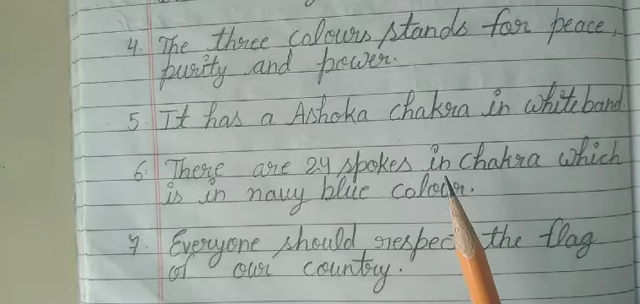 4. The three colours stands for peace,
purity and power.
5. It has a Ashoka chakra in white band
6. There are 24 spokes in chakra which
is in navy blue colour.
7. Everyone should respect the flag
of our country.